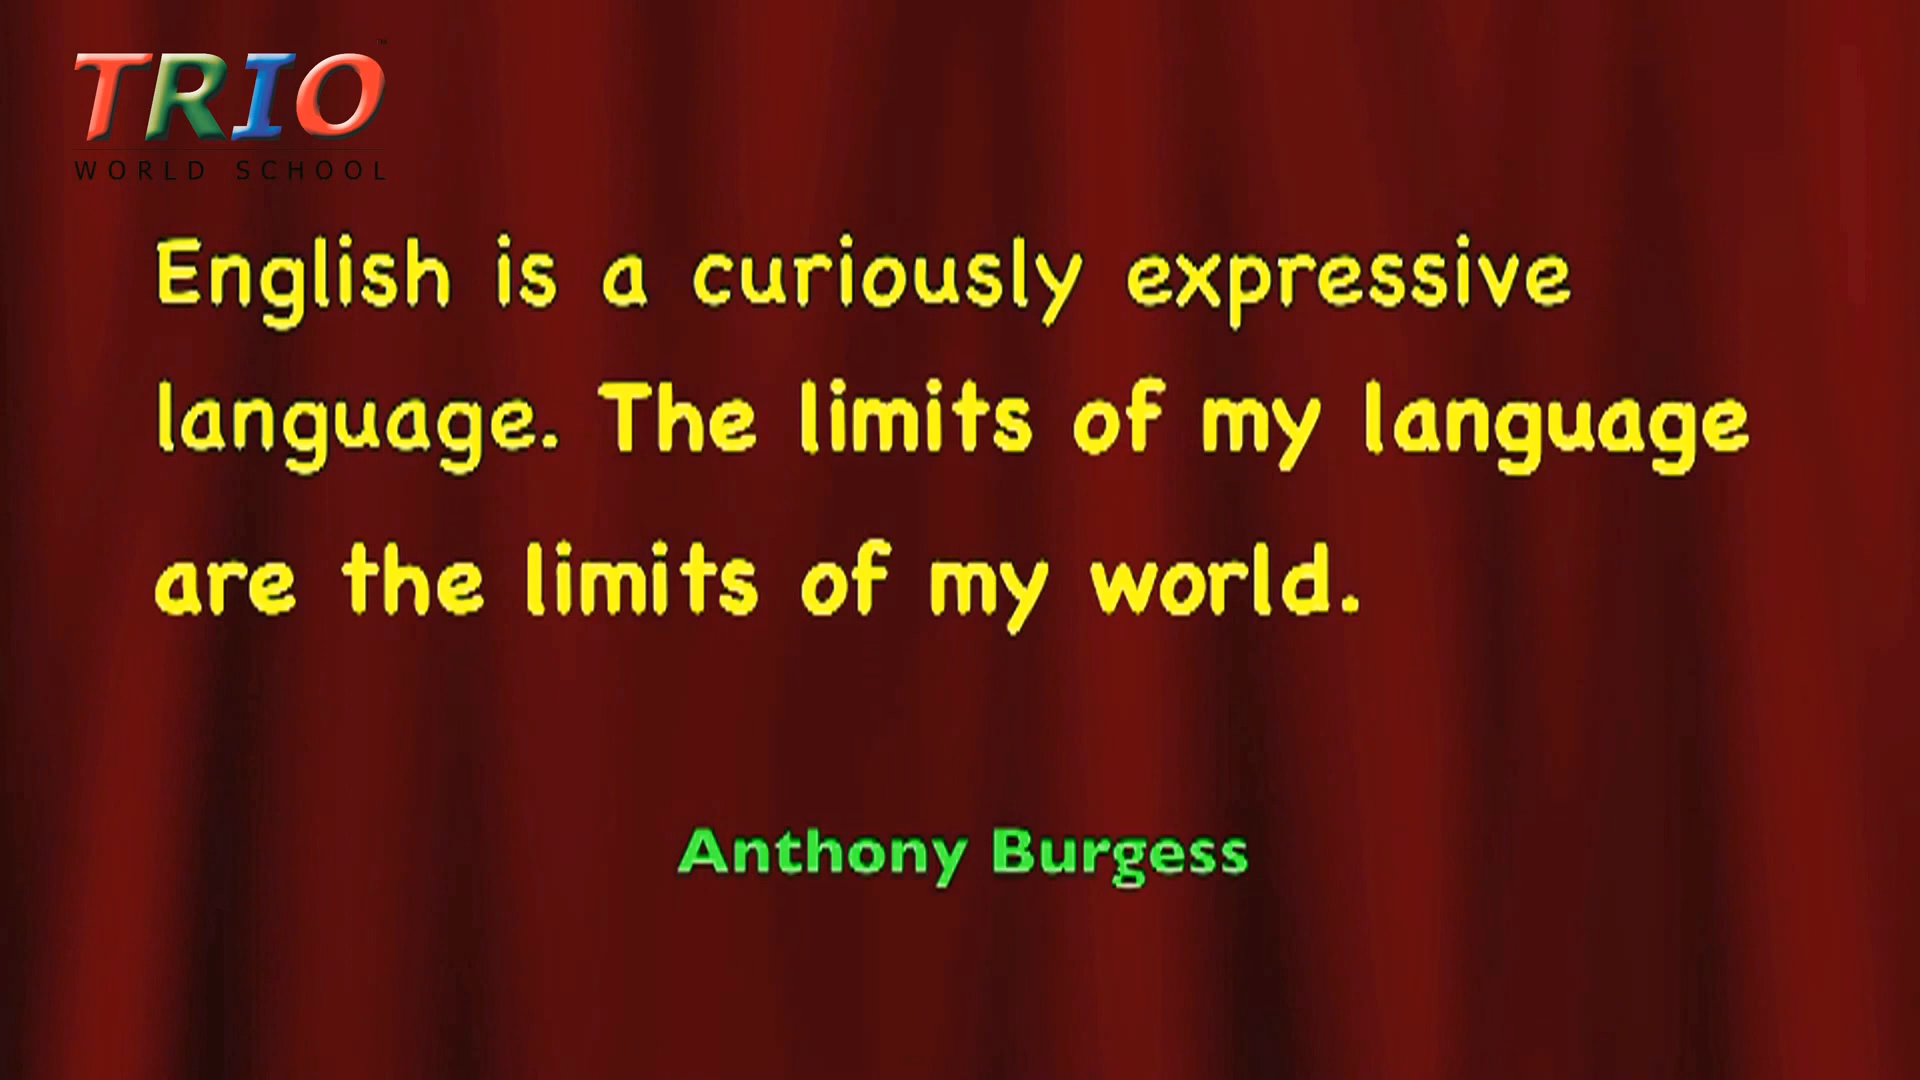 TRIO™
WORLD SCHOOL
English is a curiously expressive
language. The limits of my language
are the limits of my world.
Anthony Burgess